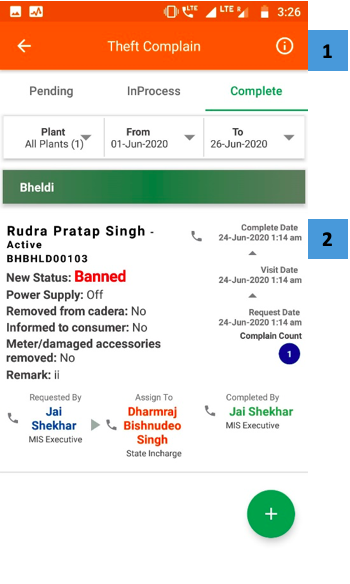 LTE LTE R 3:26
Theft Complain
1
Pending InProcess Complete
Plant From To
All Plants (1) 01-Jun-2020 26-Jun-2020
Bheldi
2
Rudra Pratap Singh -
Active
BHBHLD00103
New Status: Banned
Power Supply: Off
Removed from cadera: No
Informed to consumer: No
Meter/damaged accessories
removed: No
Remark: ii
Complete Date
24-Jun-2020 1:14 am
Visit Date
24-Jun-2020 1:14 am
Request Date
24-Jun-2020 1:14 am
Complain Count
1
Requested By
Jai
Shekhar
MIS Executive
Assign To
Dharmraj
Bishnudeo
Singh
State Incharge
Completed By
Jai Shekhar
MIS Executive
+